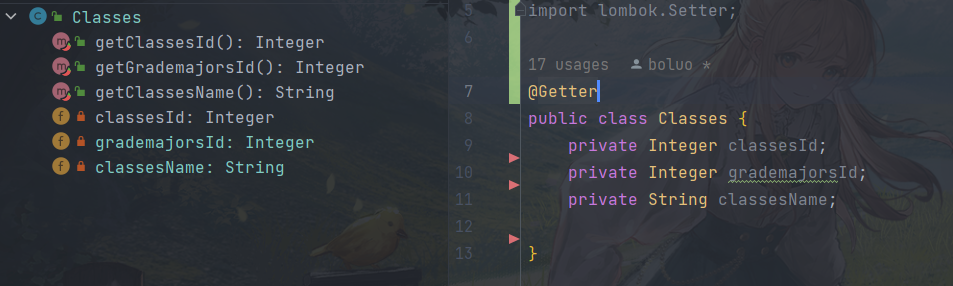 Classes
getClassesId(): Integer
getGrademajorsId(): Integer
getClassesName(): String
classesId: Integer
grademajorsId: Integer
classesName: String
5 import lombok.Setter;
6
17 usages boluo *
7 @Getter
8 public class Classes {
9 private Integer classesId;
10 private Integer grademajorsId;
11 private String classesName;
12
13 }